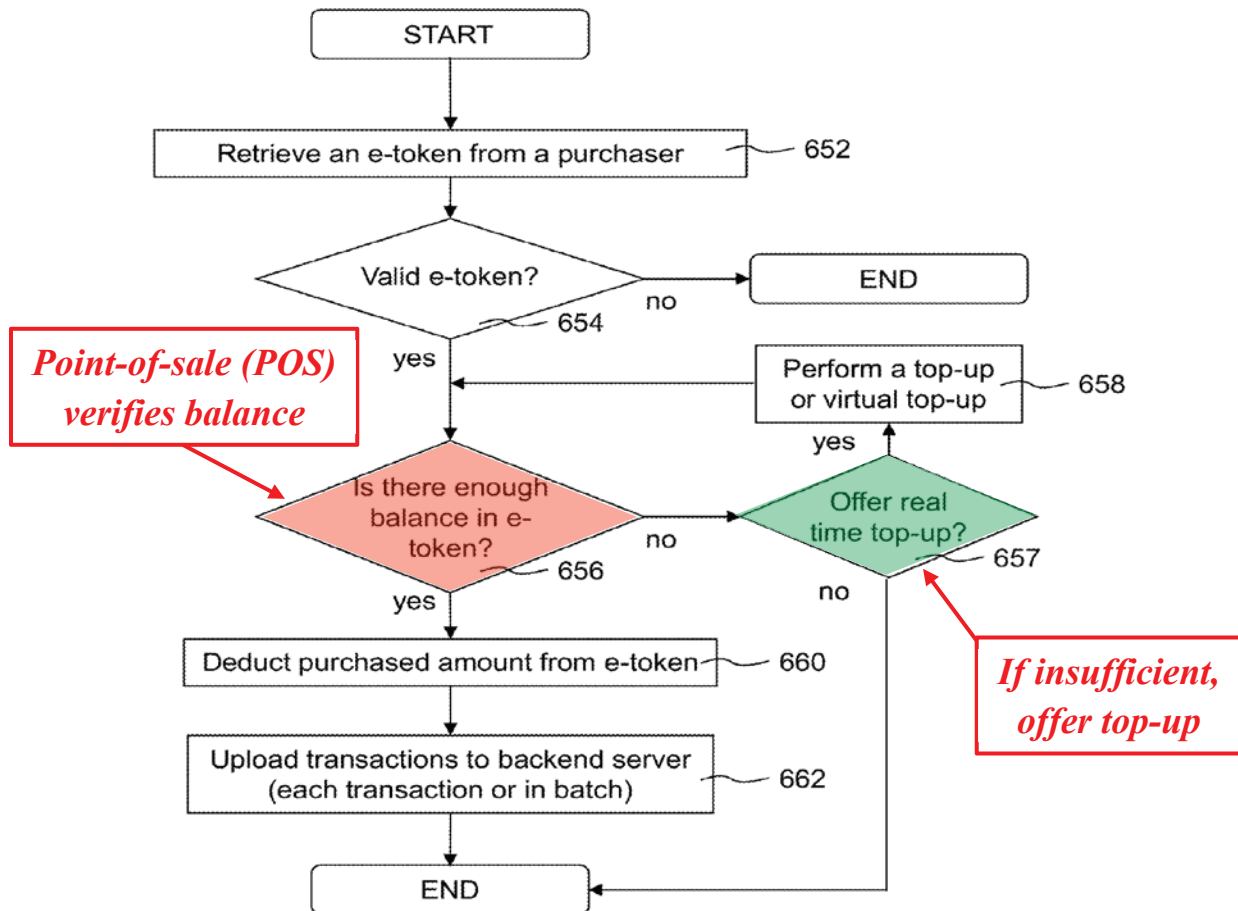 START
Retrieve an e-token from a purchaser
652
Valid e-token?
654
no
END
yes
Point-of-sale (POS)
verifies balance
Perform a top-up
or virtual top-up
658
yes
Is there enough
balance in e-
token?
656
no
Offer real
time top-up?
657
no
yes
If insufficient,
offer top-up
Deduct purchased amount from e-token
660
Upload transactions to backend server
(each transaction or in batch)
662
END